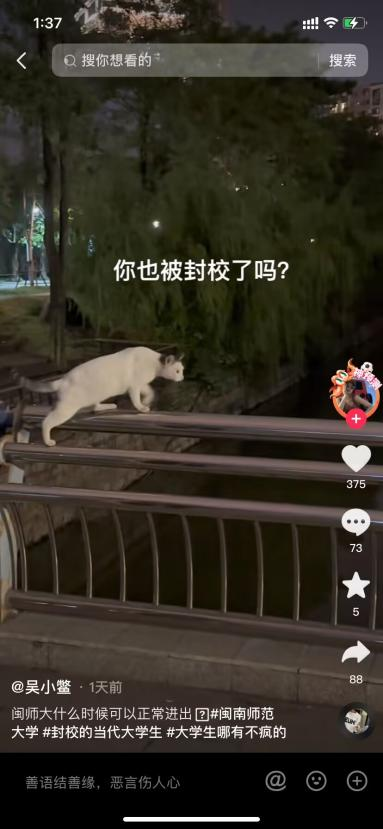 1:37
搜你想看的
搜索
你也被封校了吗?
375
73
5
88
@吴小鳖 · 1天前
闽师大什么时候可以正常进出?#闽南师范
大学 #封校的当代大学生 #大学生哪有不疯的
善语结善缘，恶言伤人心